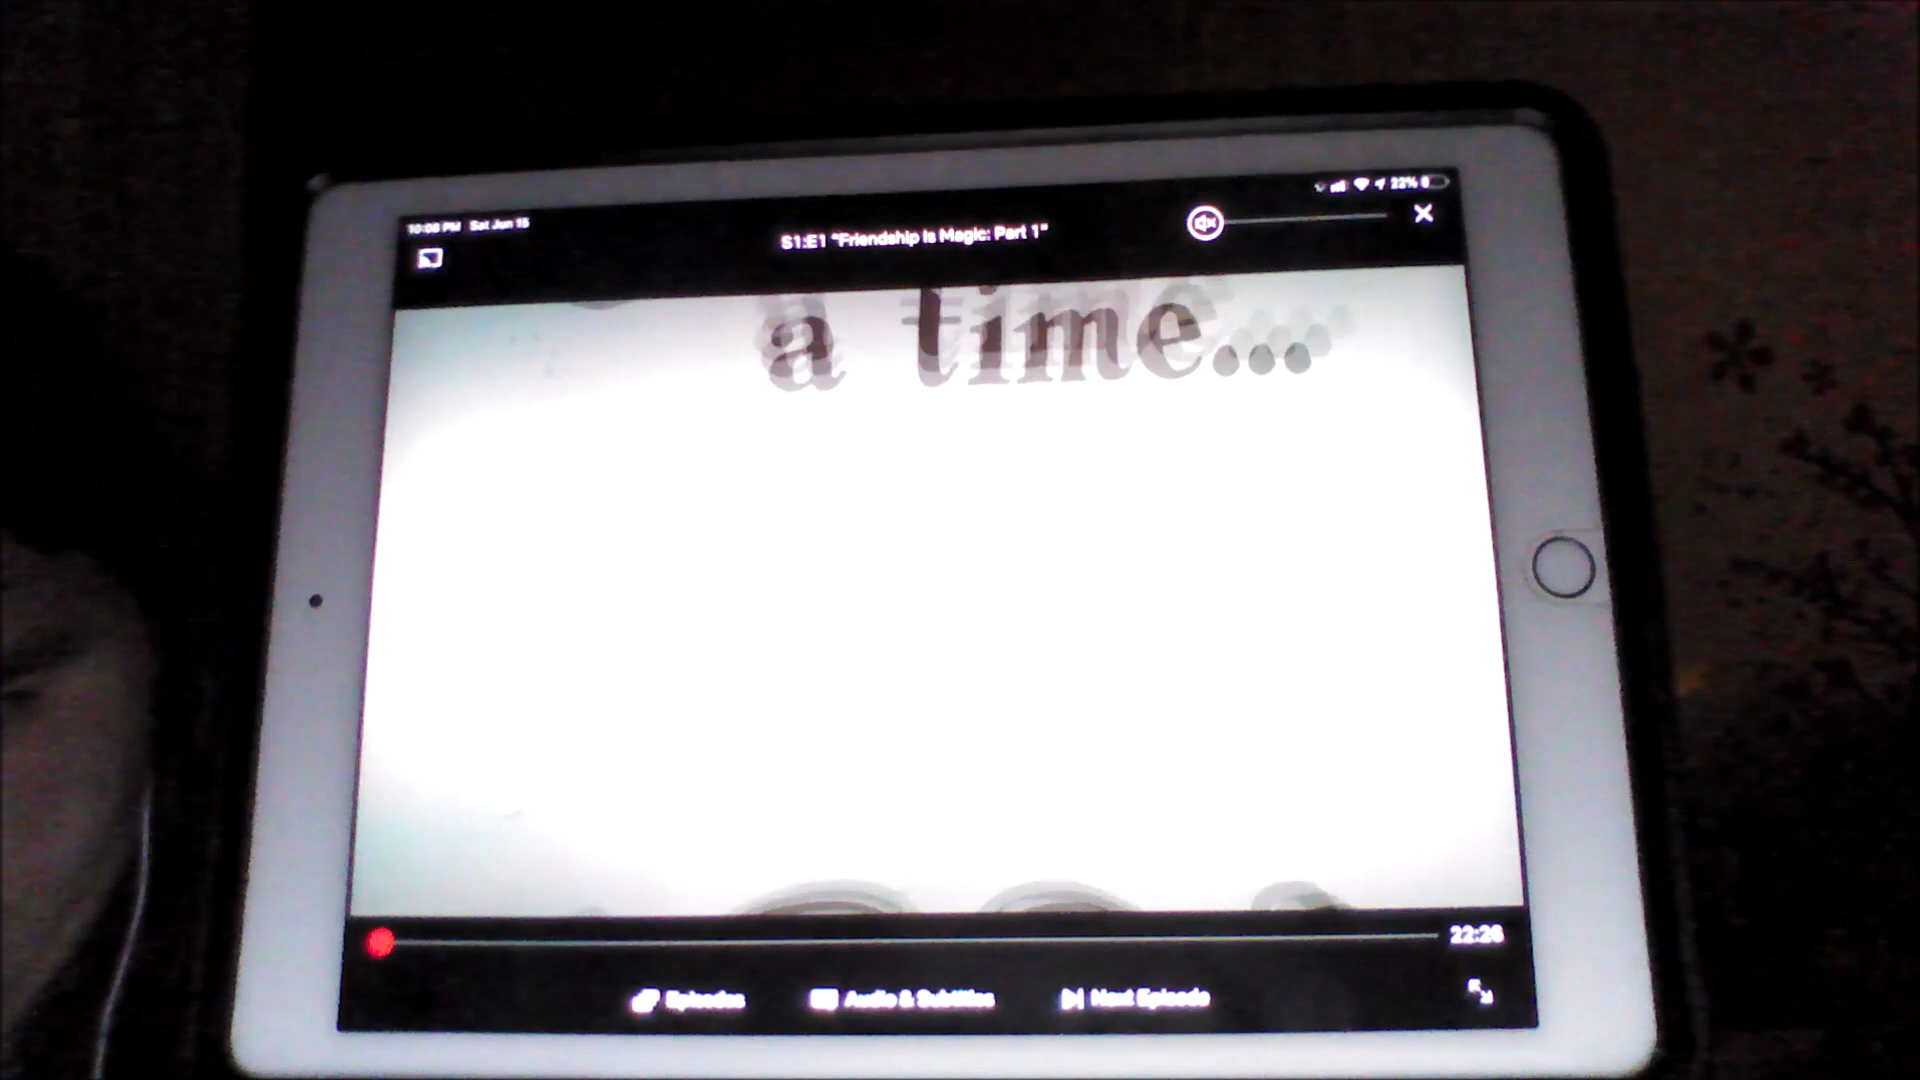 10:08 PM Sat Jun 15
22%
S1:E1 "Friendship Is Magic: Part 1"
a time...
22:26
Episodes Audio & Subtitles Next Episode